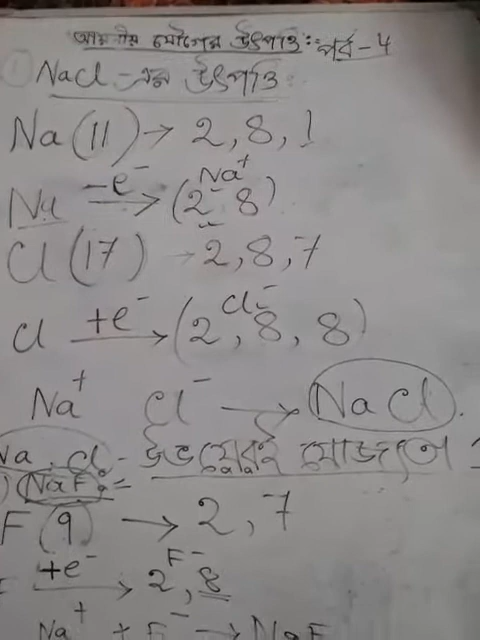 আয়নীয় যৌগের উৎপত্তি ঃ পর্ব - 4
① NaCl - এর উৎপত্তি ঃ
Na (11) → 2, 8, 1
Na⁺
Na -e⁻→ (2 8)
Cl (17) → 2, 8, 7
Cl⁻
Cl +e⁻→ (2, 8, 8)
Na⁺ Cl⁻ → NaCl.
Na, Cl - উভয়েরই যোজ্যতা 1
) NaF ঃ-
F (9) → 2, 7
F⁻
+e⁻→ 2, 8
Na⁺ + F⁻ → NaF